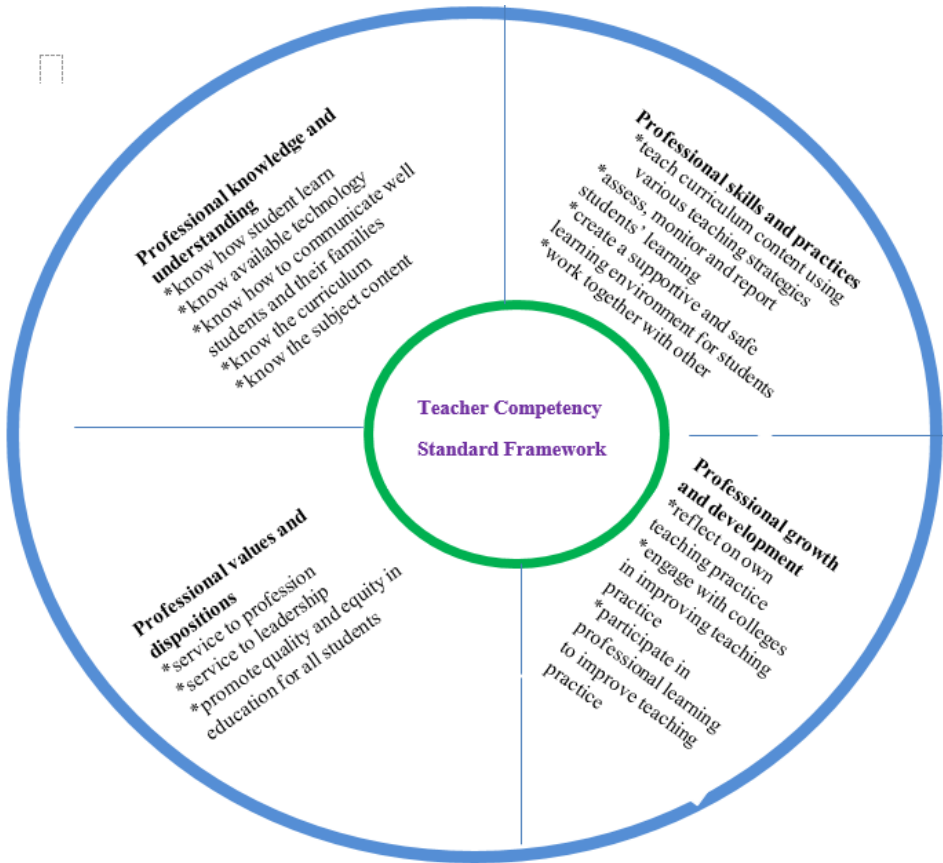 Professional knowledge and
understanding
*know how student learn
*know available technology
*know how to communicate well
students and their families
*know the curriculum
*know the subject content
Professional skills and practices
*teach curriculum content using
various teaching strategies
*assess, monitor and report
students' learning
*create a supportive and safe
learning environment for students
*work together with other
Teacher Competency
Standard Framework
Professional values and
dispositions
*service to profession
*service to leadership
*promote quality and equity in
education for all students
Professional growth
and development
*reflect on own
teaching practice
*engage with colleges
in improving teaching
practice
*participate in
professional learning
to improve teaching
practice